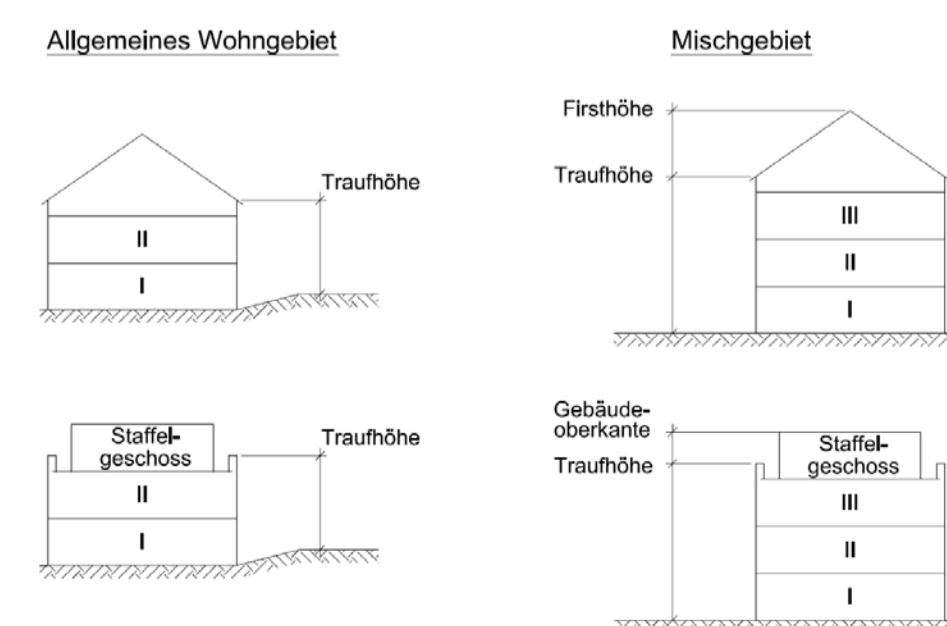 Allgemeines Wohngebiet
Traufhöhe
II
I
Staffel-
geschoss
Traufhöhe
II
I
Mischgebiet
Firsthöhe
Traufhöhe
III
II
I
Gebäude-
oberkante
Traufhöhe
Staffel-
geschoss
III
II
I